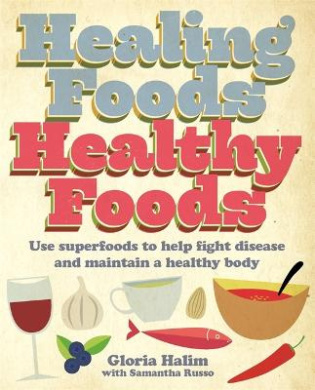 Healing
Foods
Healthy
Foods
Use superfoods to help fight disease
and maintain a healthy body
Gloria Halim
with Samantha Russo